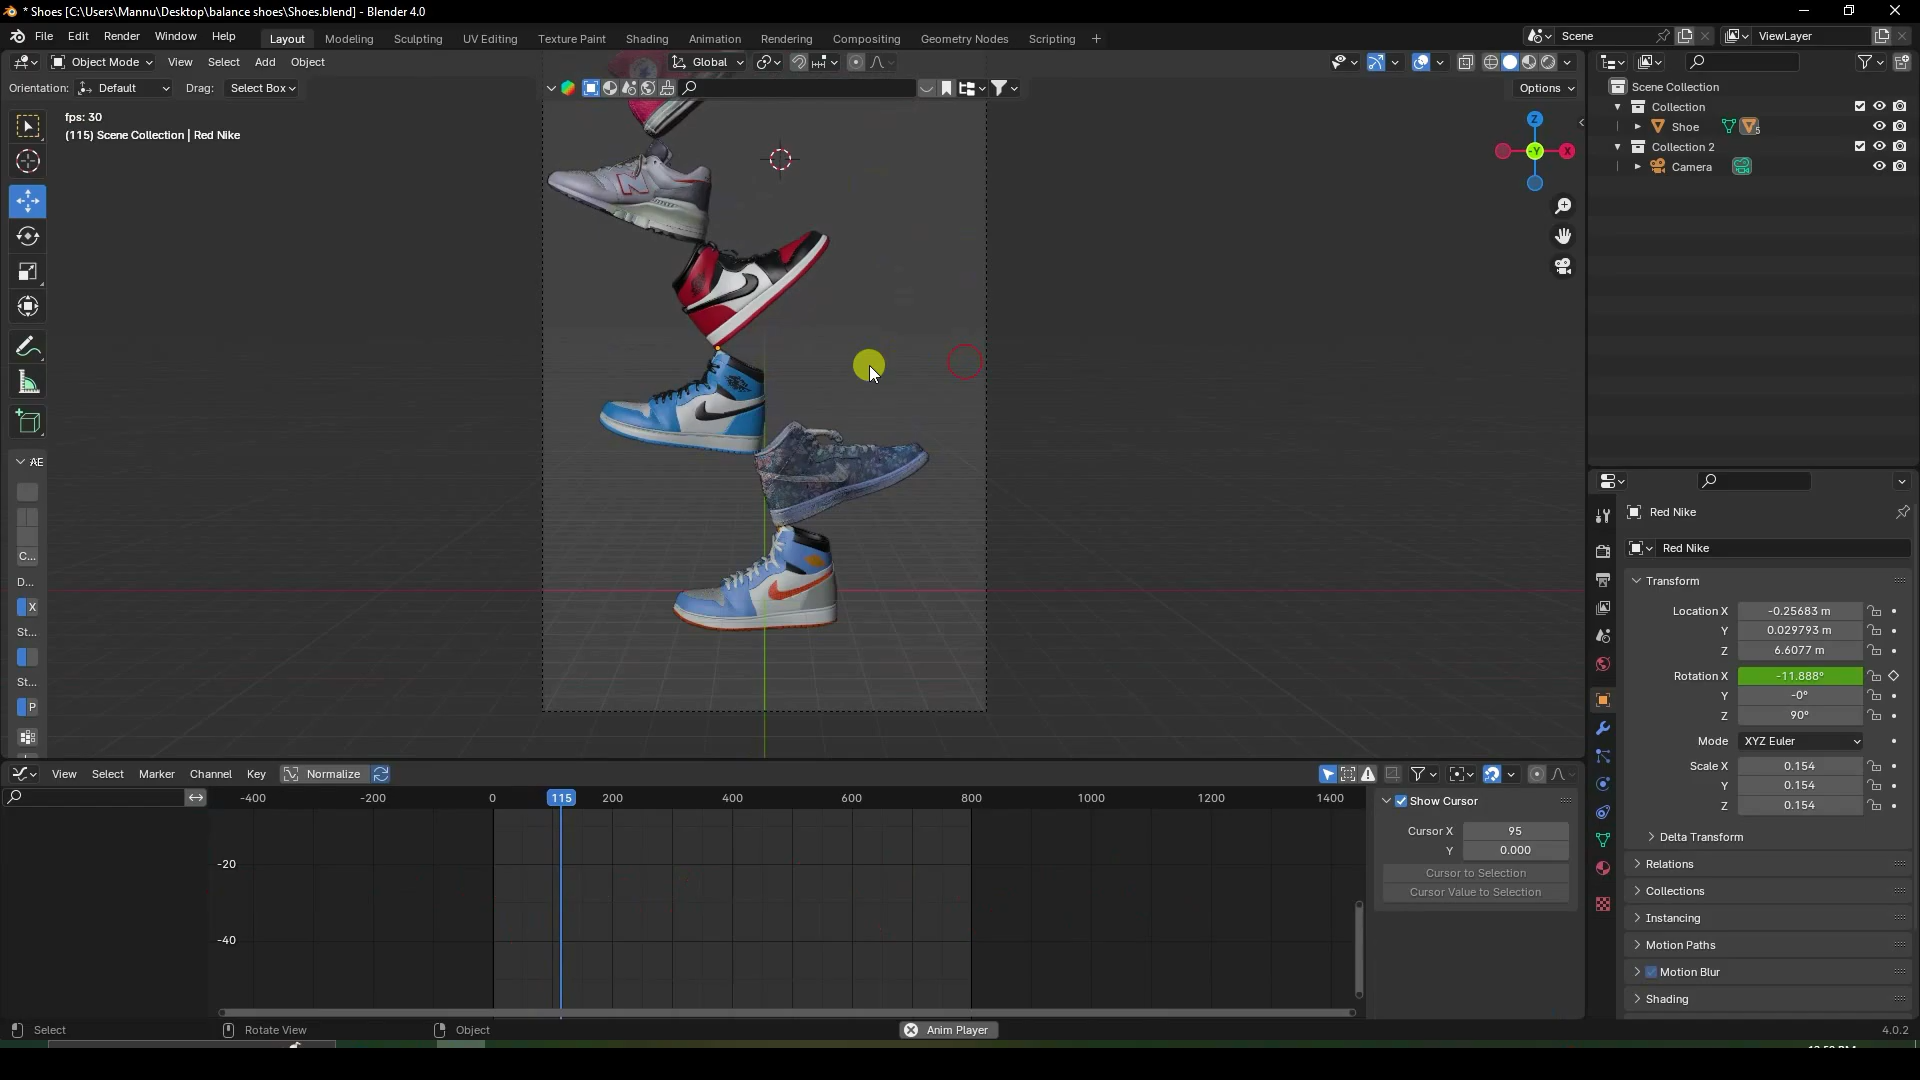 * Shoes [C:\Users\Mannu\Desktop\balance shoes\Shoes.blend] - Blender 4.0
File Edit Render Window Help
Layout Modeling Sculpting UV Editing Texture Paint Shading Animation Rendering Compositing Geometry Nodes Scripting +
Scene
ViewLayer
Object Mode View Select Add Object
Global
Orientation: Default Drag: Select Box
Options
fps: 30
(115) Scene Collection | Red Nike
Z
X
-Y
Scene Collection
Collection
Shoe
5
Collection 2
Camera
N
AE
C...
D...
X
St...
St...
P
Red Nike
Red Nike
Transform
Location X -0.25683 m
Y 0.029793 m
Z 6.6077 m
Rotation X -11.888°
Y -0°
Z 90°
Mode XYZ Euler
Scale X 0.154
Y 0.154
Z 0.154
Delta Transform
Relations
Collections
Instancing
Motion Paths
Motion Blur
Shading
View Select Marker Channel Key Normalize
-400 -200 0 115 200 400 600 800 1000 1200 1400
-20
-40
Show Cursor
Cursor X 95
Y 0.000
Cursor to Selection
Cursor Value to Selection
Select Rotate View Object Anim Player 4.0.2